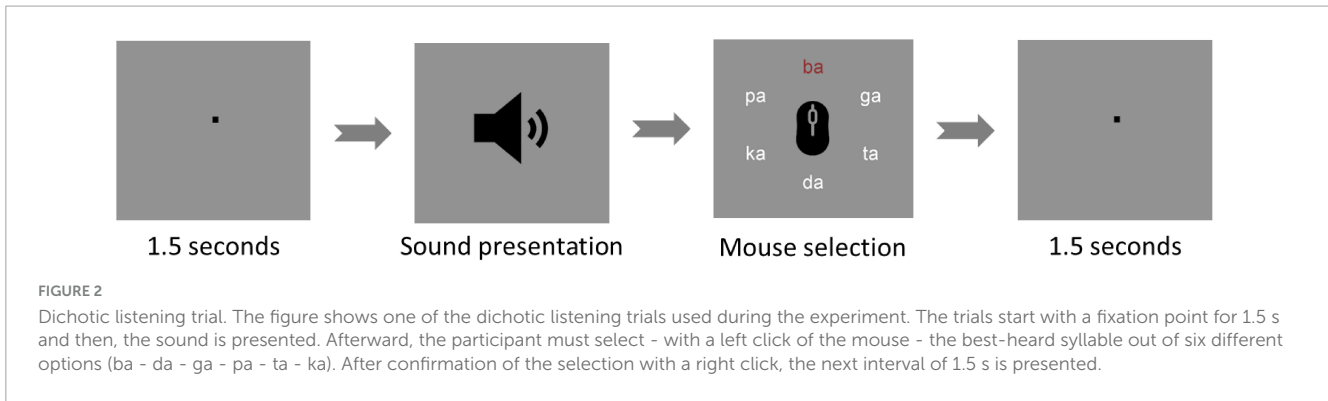 ba
pa
ga
ka
ta
da
1.5 seconds
Sound presentation
Mouse selection
1.5 seconds
FIGURE 2
Dichotic listening trial. The figure shows one of the dichotic listening trials used during the experiment. The trials start with a fixation point for 1.5 s
and then, the sound is presented. Afterward, the participant must select - with a left click of the mouse - the best-heard syllable out of six different
options (ba - da - ga - pa - ta - ka). After confirmation of the selection with a right click, the next interval of 1.5 s is presented.